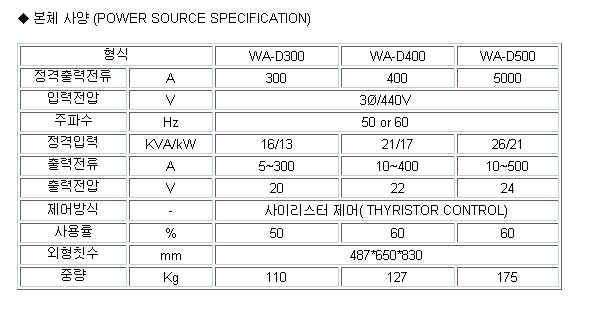 ◆ 본체 사양 (POWER SOURCE SPECIFICATION)
형식 WA-D300 WA-D400 WA-D500
정격출력전류 A 300 400 5000
입력전압 V 3Ø/440V
주파수 Hz 50 or 60
정격입력 KVA/kW 16/13 21/17 26/21
출력전류 A 5~300 10~400 10~500
출력전압 V 20 22 24
제어방식 - 사이리스터 제어( THYRISTOR CONTROL)
사용률 % 50 60 60
외형칫수 mm 487*650*830
중량 Kg 110 127 175